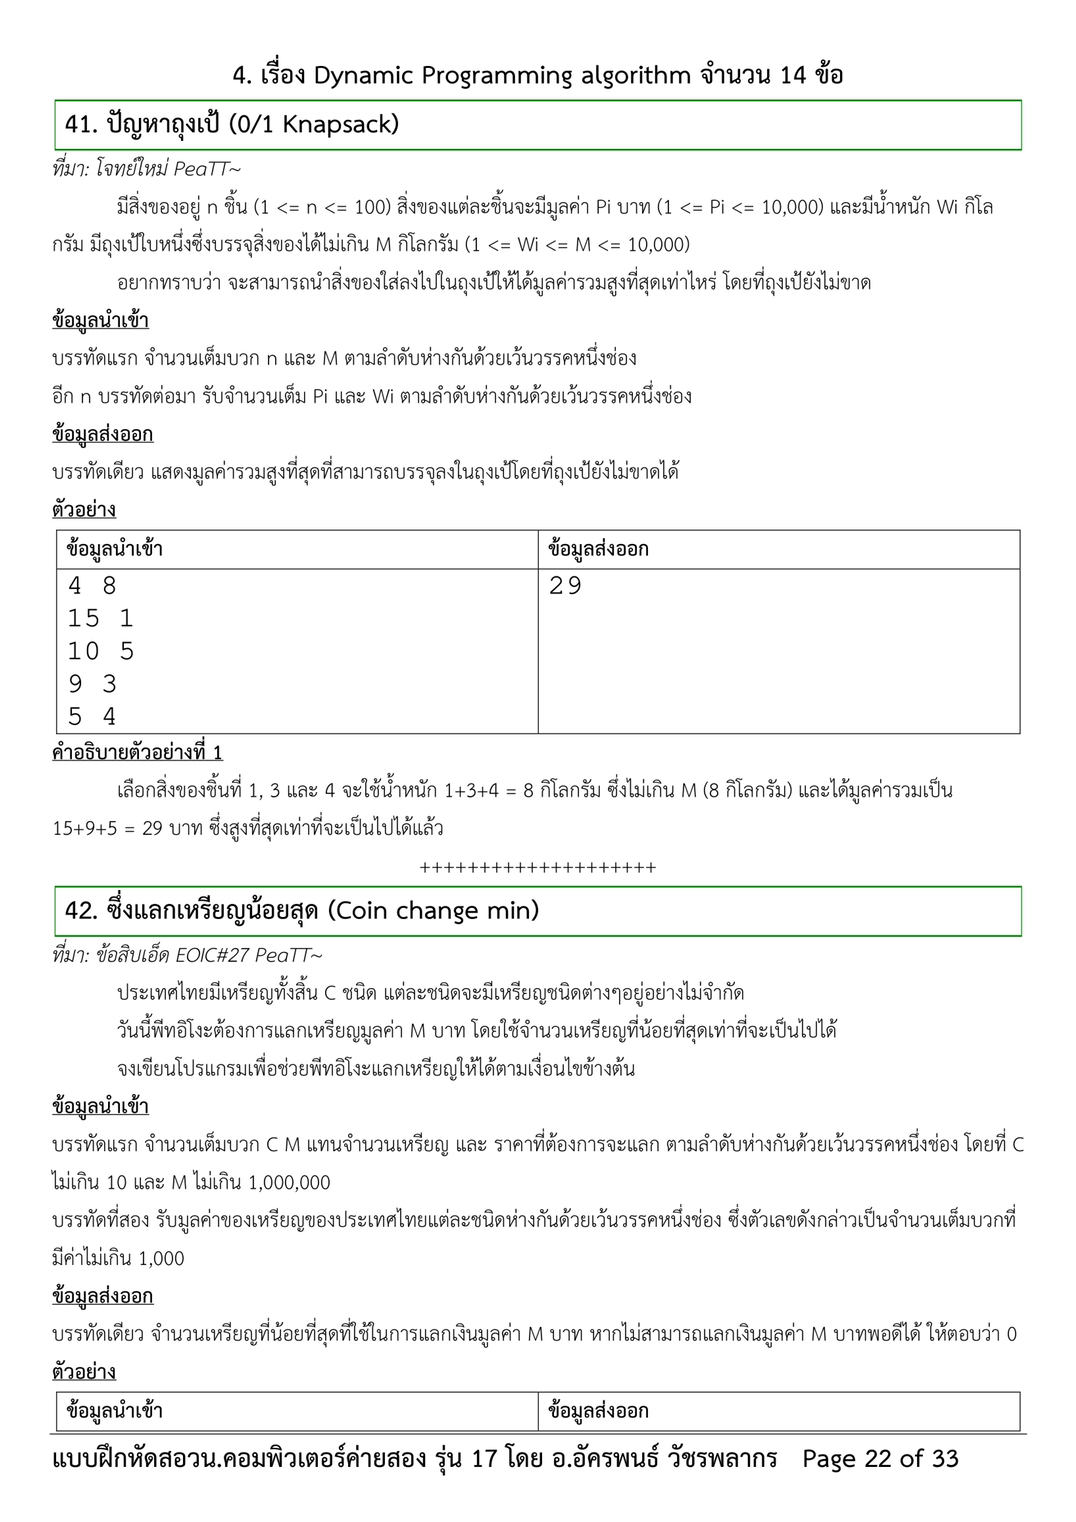 4. เรื่อง Dynamic Programming algorithm จำนวน 14 ข้อ
41. ปัญหาถุงเป้ (0/1 Knapsack)
ที่มา: โจทย์ใหม่ PeaTT~
มีสิ่งของอยู่ n ชิ้น (1 <= n <= 100) สิ่งของแต่ละชิ้นจะมีมูลค่า Pi บาท (1 <= Pi <= 10,000) และมีน้ำหนัก Wi กิโล
กรัม มีถุงเป้ใบหนึ่งซึ่งบรรจุสิ่งของได้ไม่เกิน M กิโลกรัม (1 <= Wi <= M <= 10,000)
อยากทราบว่า จะสามารถนำสิ่งของใส่ลงไปในถุงเป้ให้ได้มูลค่ารวมสูงที่สุดเท่าไหร่ โดยที่ถุงเป้ยังไม่ขาด
ข้อมูลนำเข้า
บรรทัดแรก จำนวนเต็มบวก n และ M ตามลำดับห่างกันด้วยเว้นวรรคหนึ่งช่อง
อีก n บรรทัดต่อมา รับจำนวนเต็ม Pi และ Wi ตามลำดับห่างกันด้วยเว้นวรรคหนึ่งช่อง
ข้อมูลส่งออก
บรรทัดเดียว แสดงมูลค่ารวมสูงที่สุดที่สามารถบรรจุลงในถุงเป้โดยที่ถุงเป้ยังไม่ขาดได้
ตัวอย่าง
ข้อมูลนำเข้า ข้อมูลส่งออก
4 8 29
15 1
10 5
9 3
5 4
คำอธิบายตัวอย่างที่ 1
เลือกสิ่งของชิ้นที่ 1, 3 และ 4 จะใช้น้ำหนัก 1+3+4 = 8 กิโลกรัม ซึ่งไม่เกิน M (8 กิโลกรัม) และได้มูลค่ารวมเป็น
15+9+5 = 29 บาท ซึ่งสูงที่สุดเท่าที่จะเป็นไปได้แล้ว
++++++++++++++++++++
42. ซึ่งแลกเหรียญน้อยสุด (Coin change min)
ที่มา: ข้อสิบเอ็ด EOIC#27 PeaTT~
ประเทศไทยมีเหรียญทั้งสิ้น C ชนิด แต่ละชนิดจะมีเหรียญชนิดต่างๆอยู่อย่างไม่จำกัด
วันนี้พีทอิโงะต้องการแลกเหรียญมูลค่า M บาท โดยใช้จำนวนเหรียญที่น้อยที่สุดเท่าที่จะเป็นไปได้
จงเขียนโปรแกรมเพื่อช่วยพีทอิโงะแลกเหรียญให้ได้ตามเงื่อนไขข้างต้น
ข้อมูลนำเข้า
บรรทัดแรก จำนวนเต็มบวก C M แทนจำนวนเหรียญ และ ราคาที่ต้องการจะแลก ตามลำดับห่างกันด้วยเว้นวรรคหนึ่งช่อง โดยที่ C
ไม่เกิน 10 และ M ไม่เกิน 1,000,000
บรรทัดที่สอง รับมูลค่าของเหรียญของประเทศไทยแต่ละชนิดห่างกันด้วยเว้นวรรคหนึ่งช่อง ซึ่งตัวเลขดังกล่าวเป็นจำนวนเต็มบวกที่
มีค่าไม่เกิน 1,000
ข้อมูลส่งออก
บรรทัดเดียว จำนวนเหรียญที่น้อยที่สุดที่ใช้ในการแลกเงินมูลค่า M บาท หากไม่สามารถแลกเงินมูลค่า M บาทพอดีได้ ให้ตอบว่า 0
ตัวอย่าง
ข้อมูลนำเข้า ข้อมูลส่งออก
แบบฝึกหัดสอวน.คอมพิวเตอร์ค่ายสอง รุ่น 17 โดย อ.อัครพนธ์ วัชรพลากร Page 22 of 33